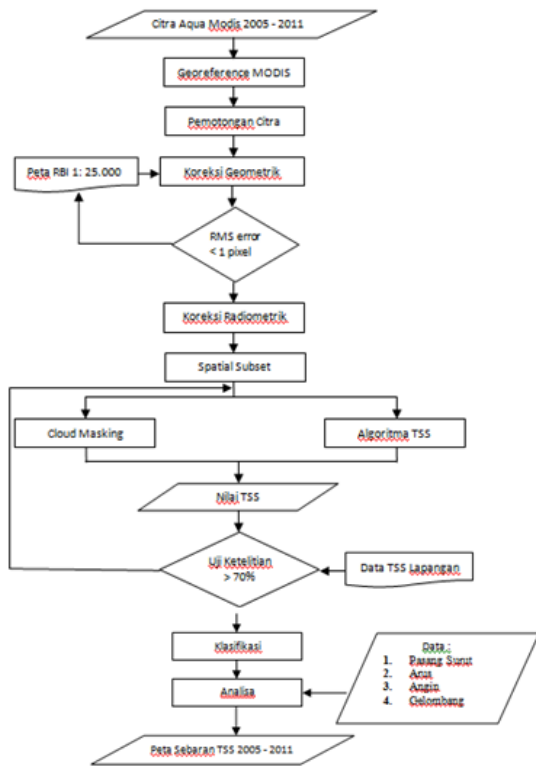 Citra Aqua Modis 2005 - 2011
Georeference MODIS
Pemotongan Citra
Peta RBI 1: 25.000
Koreksi Geometrik
RMS error
< 1 pixel
Koreksi Radiometrik
Spatial Subset
Cloud Masking
Algoritma TSS
Nilai TSS
Uji Ketelitian
> 70%
Data TSS Lapangan
Klasifikasi
Analisa
Data :
1. Pasang Surut
2. Arus
3. Angin
4. Gelombang
Peta Sebaran TSS 2005 - 2011